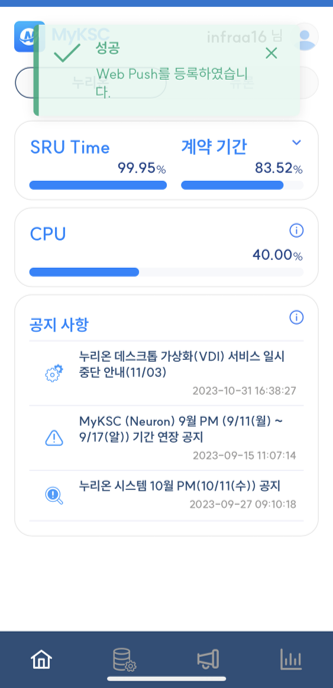 MyKSC
infraa16 님
성공
Web Push를 등록하였습니
다.
누리온
SRU Time
계약 기간
99.95%
83.52%
CPU
40.00%
공지 사항
누리온 데스크톱 가상화(VDI) 서비스 일시
중단 안내(11/03)
2023-10-31 16:38:27
MyKSC (Neuron) 9월 PM (9/11(월) ~
9/17(일)) 기간 연장 공지
2023-09-15 11:07:14
누리온 시스템 10월 PM(10/11(수)) 공지
2023-09-27 09:10:18